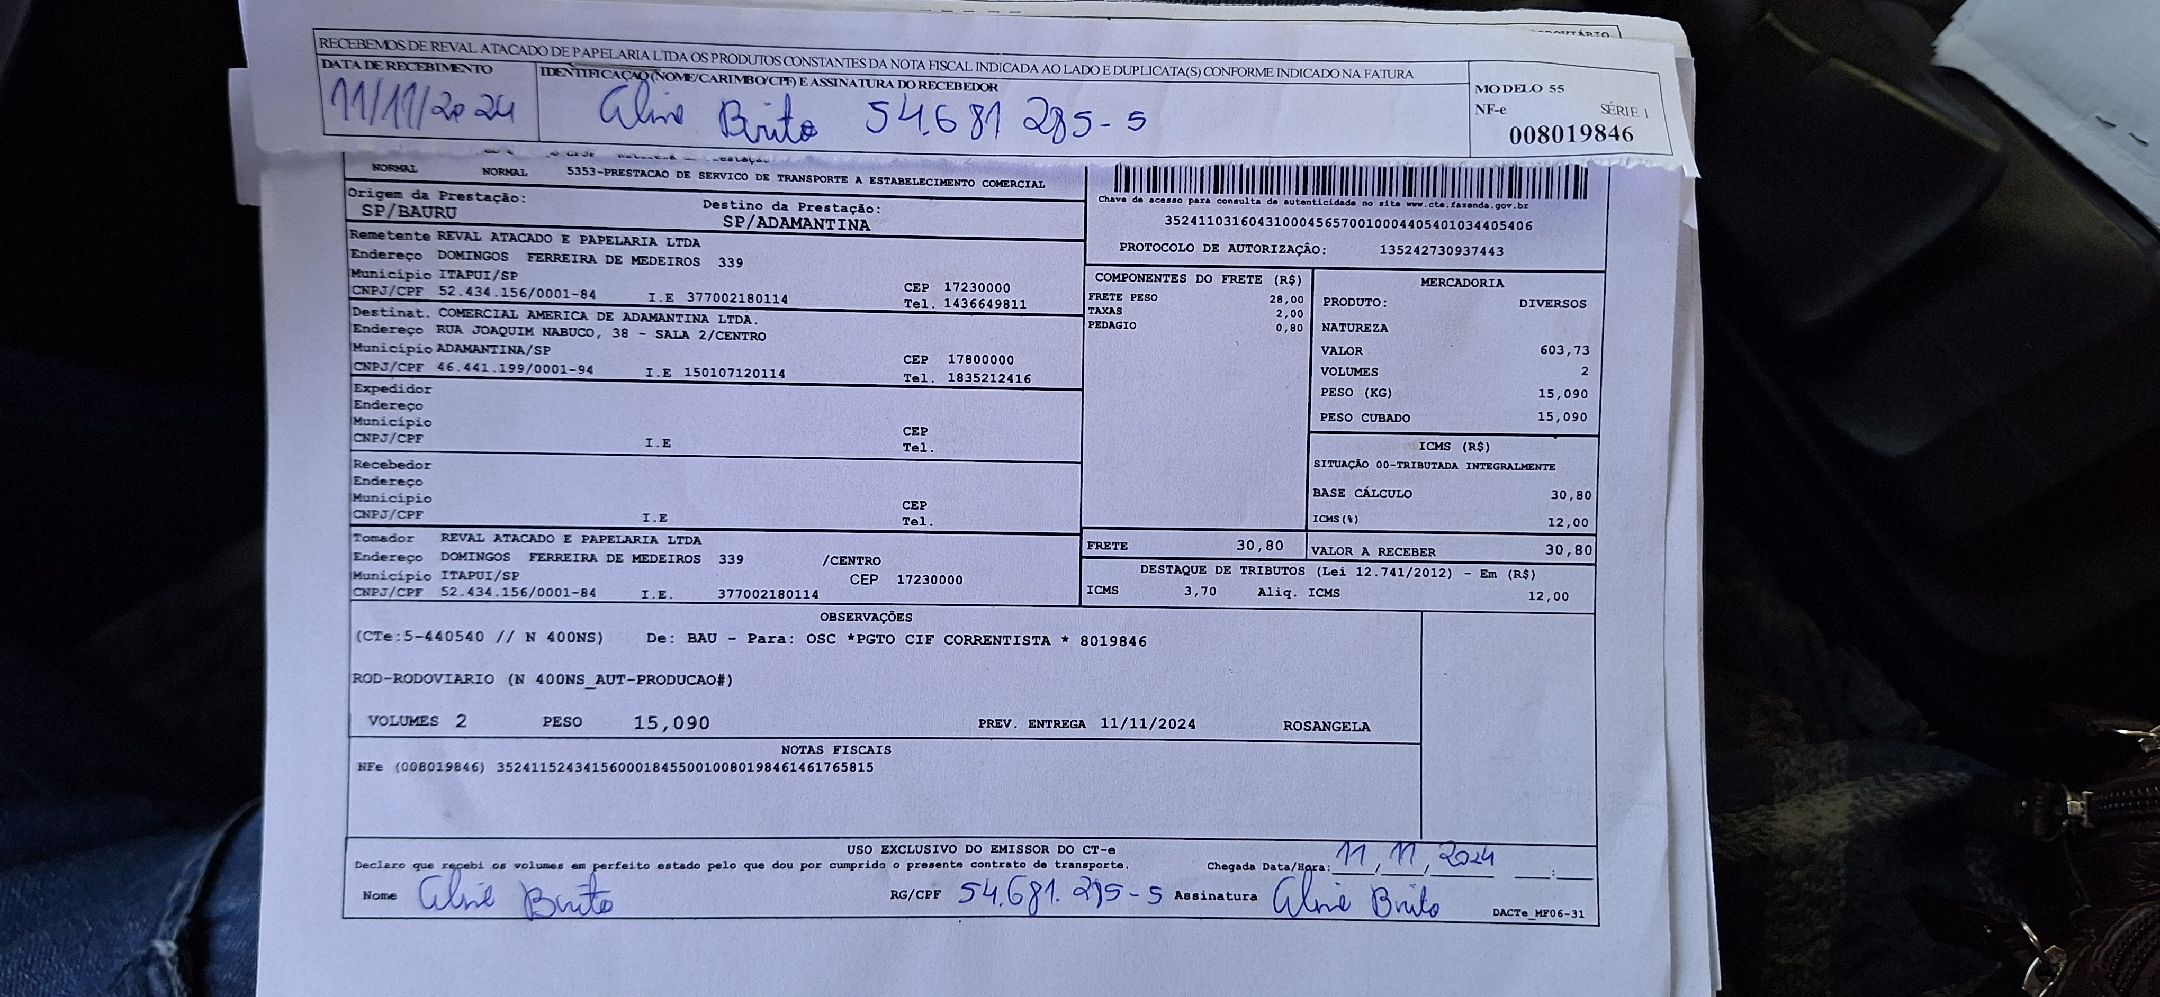 RECEBEMOS DE REVAL ATACADO DE PAPELARIA LTDA OS PRODUTOS CONSTANTES DA NOTA FISCAL INDICADA AO LADO E DUPLICATA(S) CONFORME INDICADO NA FATURA
DATA DE RECEBIMENTO
IDENTIFICAÇÃO (NOME/CARIMBO/CPF) E ASSINATURA DO RECEBEDOR
11/11/2024
Aline Brito 54.681 295-5
MODELO 55
NF-e SÉRIE 1
008019846
NORMAL NORMAL 5353-PRESTACAO DE SERVICO DE TRANSPORTE A ESTABELECIMENTO COMERCIAL
Origem da Prestação:
SP/BAURU
Destino da Prestação:
SP/ADAMANTINA
Chave de acesso para consulta de autenticidade no site www.cte.fazenda.gov.br
35241103160431000456570010004405401034405406
PROTOCOLO DE AUTORIZAÇÃO: 135242730937443
Remetente REVAL ATACADO E PAPELARIA LTDA
Endereço DOMINGOS FERREIRA DE MEDEIROS 339
Município ITAPUI/SP CEP 17230000
CNPJ/CPF 52.434.156/0001-84 I.E 377002180114 Tel. 1436649811
Destinat. COMERCIAL AMERICA DE ADAMANTINA LTDA.
Endereço RUA JOAQUIM NABUCO, 38 - SALA 2/CENTRO
Município ADAMANTINA/SP CEP 17800000
CNPJ/CPF 46.441.199/0001-94 I.E 150107120114 Tel. 1835212416
Expedidor
Endereço
Município CEP
CNPJ/CPF I.E Tel.
Recebedor
Endereço
Município CEP
CNPJ/CPF I.E Tel.
Tomador REVAL ATACADO E PAPELARIA LTDA
Endereço DOMINGOS FERREIRA DE MEDEIROS 339 /CENTRO
Município ITAPUI/SP CEP 17230000
CNPJ/CPF 52.434.156/0001-84 I.E. 377002180114
COMPONENTES DO FRETE (R$)
FRETE PESO 28,00
TAXAS 2,00
PEDAGIO 0,80
MERCADORIA
PRODUTO: DIVERSOS
NATUREZA
VALOR 603,73
VOLUMES 2
PESO (KG) 15,090
PESO CUBADO 15,090
ICMS (R$)
SITUAÇÃO 00-TRIBUTADA INTEGRALMENTE
BASE CÁLCULO 30,80
ICMS(%) 12,00
FRETE 30,80 VALOR A RECEBER 30,80
DESTAQUE DE TRIBUTOS (Lei 12.741/2012) - Em (R$)
ICMS 3,70 Aliq. ICMS 12,00
OBSERVAÇÕES
(CTe:5-440540 // N 400NS) De: BAU - Para: OSC *PGTO CIF CORRENTISTA * 8019846
ROD-RODOVIARIO (N 400NS_AUT-PRODUCAO#)
VOLUMES 2 PESO 15,090 PREV. ENTREGA 11/11/2024 ROSANGELA
NOTAS FISCAIS
NFe (008019846) 35241152434156000184550010080198461461765815
USO EXCLUSIVO DO EMISSOR DO CT-e
Declaro que recebi os volumes em perfeito estado pelo que dou por cumprido o presente contrato de transporte. Chegada Data/Hora: 11/11/2024 __:__
Nome Aline Brito RG/CPF 54.681.295-5 Assinatura Aline Brito DACTe_MF06-31